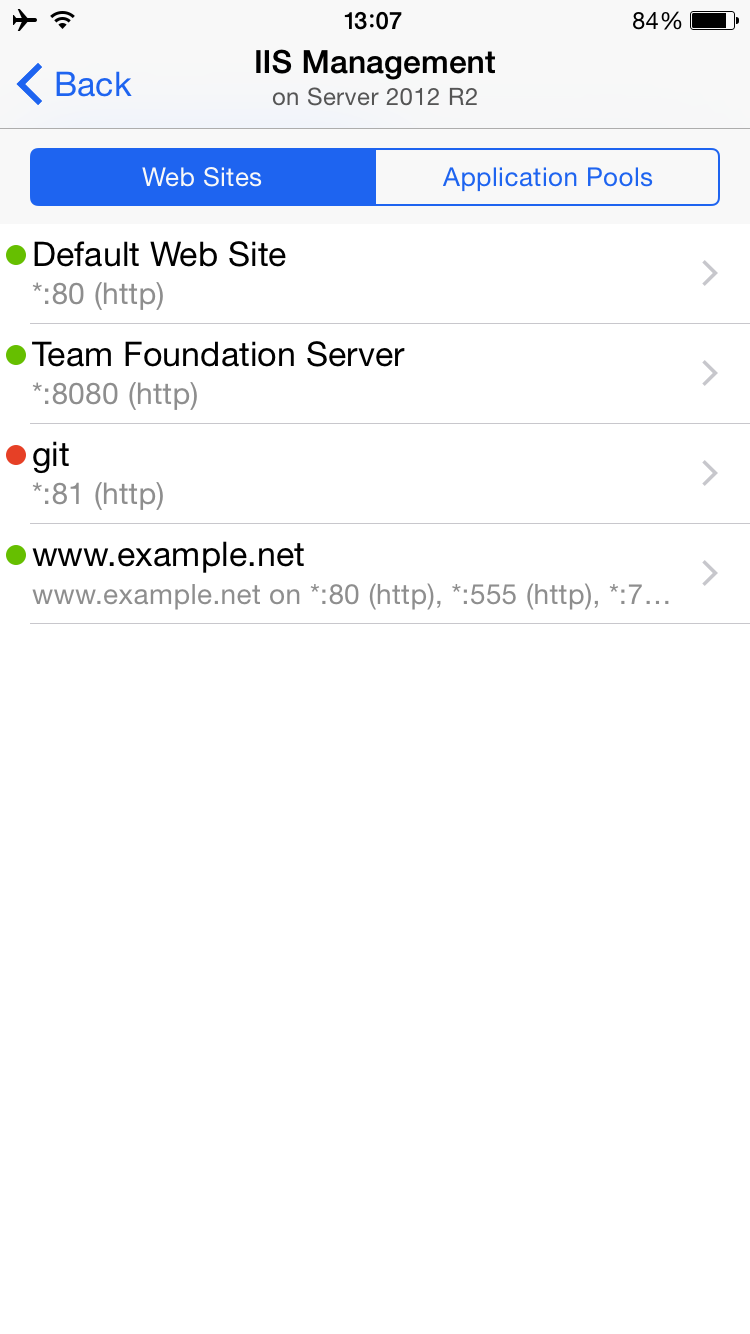 13:07
84%
Back
IIS Management
on Server 2012 R2
Web Sites
Application Pools
Default Web Site
*:80 (http)
Team Foundation Server
*:8080 (http)
git
*:81 (http)
www.example.net
www.example.net on *:80 (http), *:555 (http), *:7...